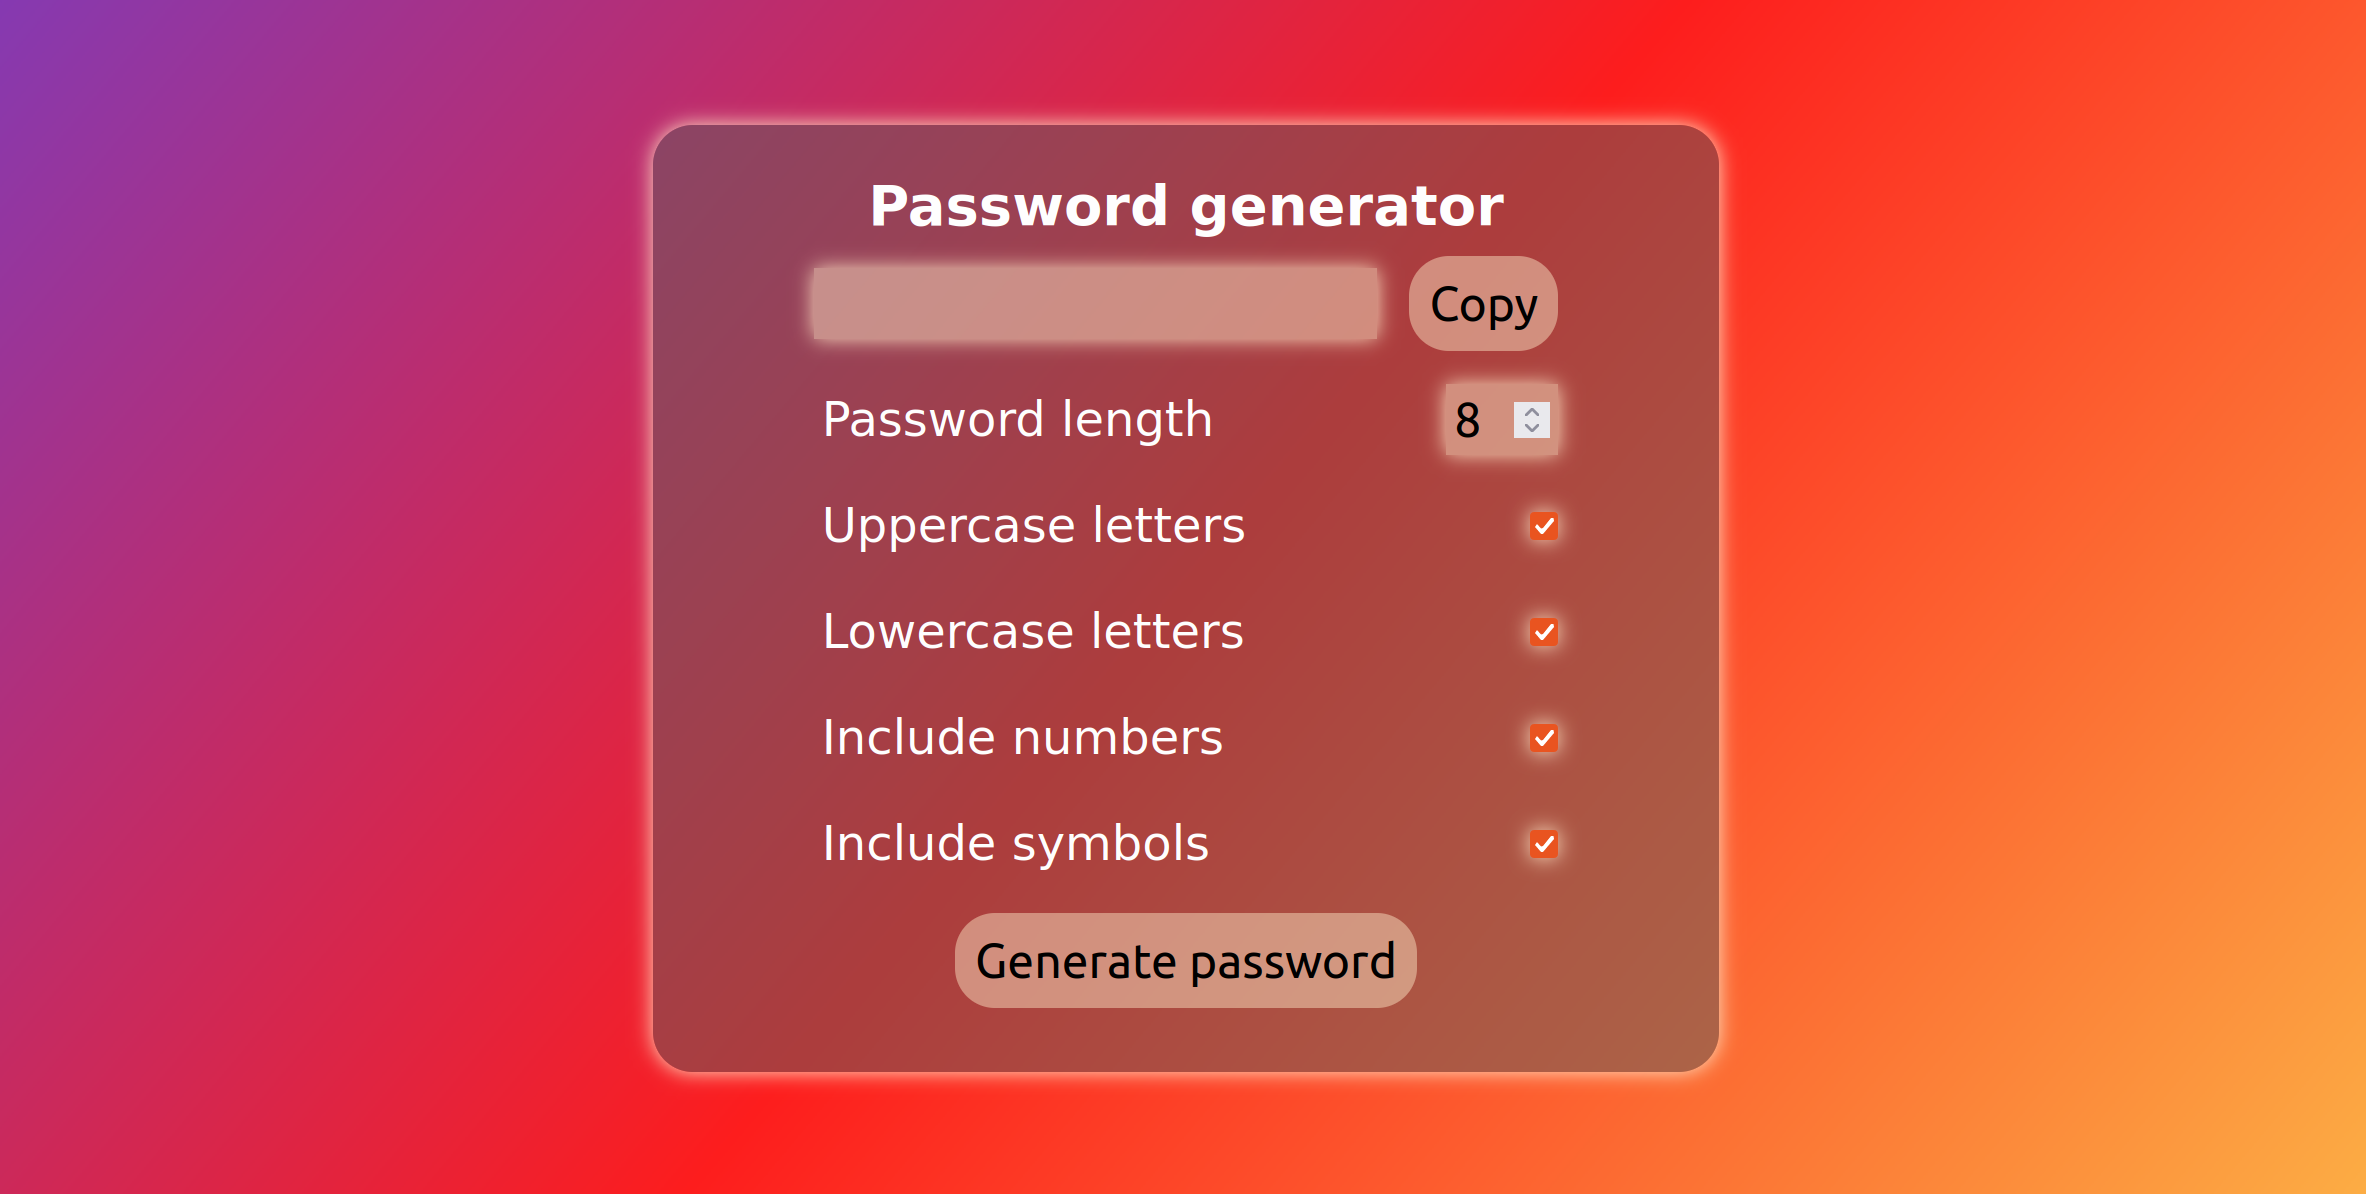 Password generator
Copy
Password length 8
Uppercase letters
Lowercase letters
Include numbers
Include symbols
Generate password